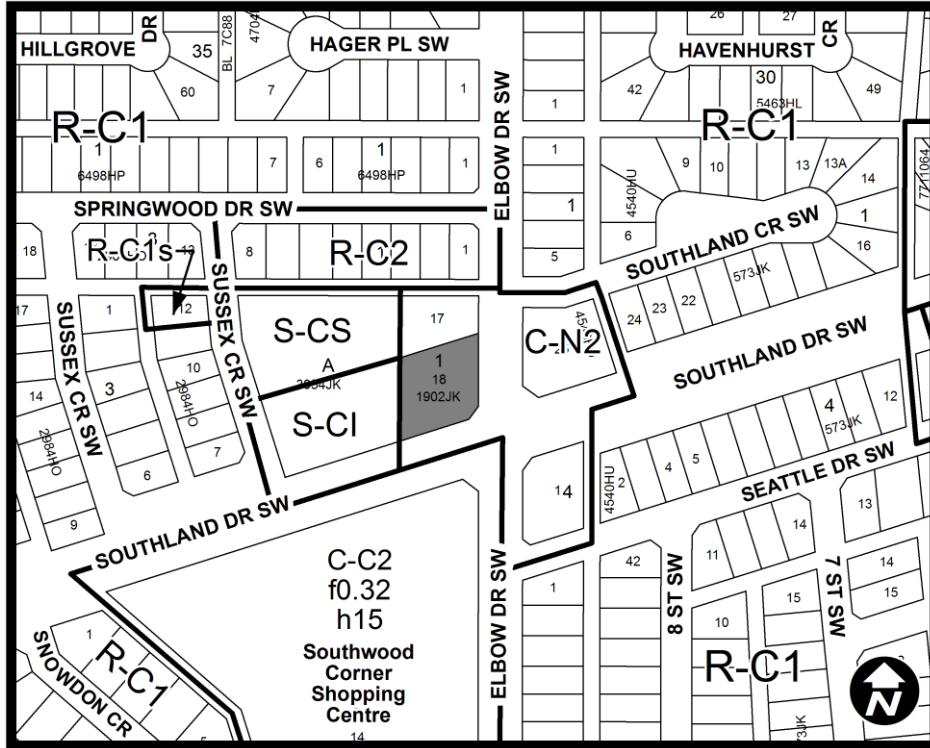 HILLGROVE
DR
35
60
BL 7C88
4704
HAGER PL SW
7
1
ELBOW DR SW
26
27
CR
HAVENHURST
42
30
5463HL
49
R-C1
1
6498HP
7
6
1
6498HP
1
1
1
1
5
R-C1
9
10
13
13A
14
1
16
4540HU
6
7711064
SPRINGWOOD DR SW
SOUTHLAND CR SW
573JK
24
23
22
18
R-C1s
13
8
R-C2
1
SUSSEX CR SW
12
17
1
14
3
6
9
2984HO
SUSSEX CR SW
10
2984HO
7
S-CS
A
S-CI
17
1
18
1902JK
C-N2
SOUTHLAND DR SW
14
4540HU
2
4
5
4
573JK
12
SEATTLE DR SW
SOUTHLAND DR SW
C-C2
f0.32
h15
Southwood
Corner
Shopping
Centre
14
ELBOW DR SW
1
42
8 ST SW
11
14
10
15
7 ST SW
13
14
15
R-C1
1
R-C1
SNOWDON CR
N